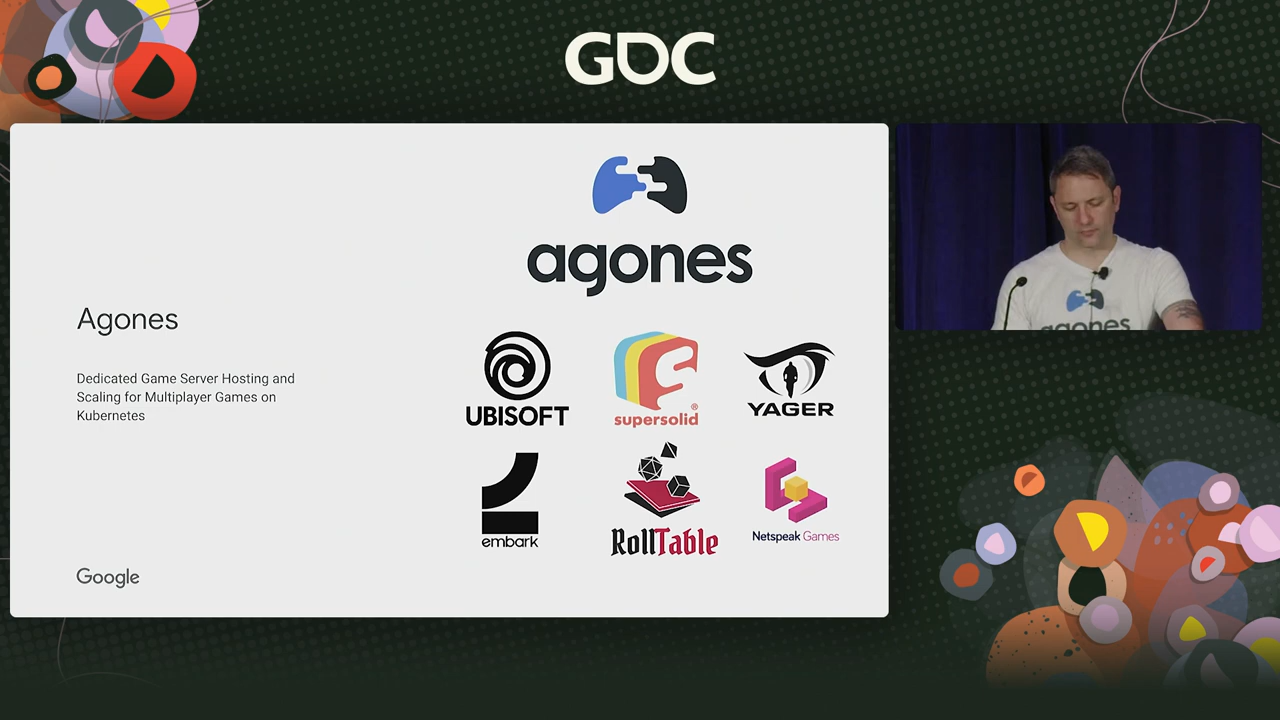 GDC
agones
Agones
Dedicated Game Server Hosting and
Scaling for Multiplayer Games on
Kubernetes
UBISOFT
supersolid®
YAGER
embark
RollTable
Netspeak Games
Google
agones